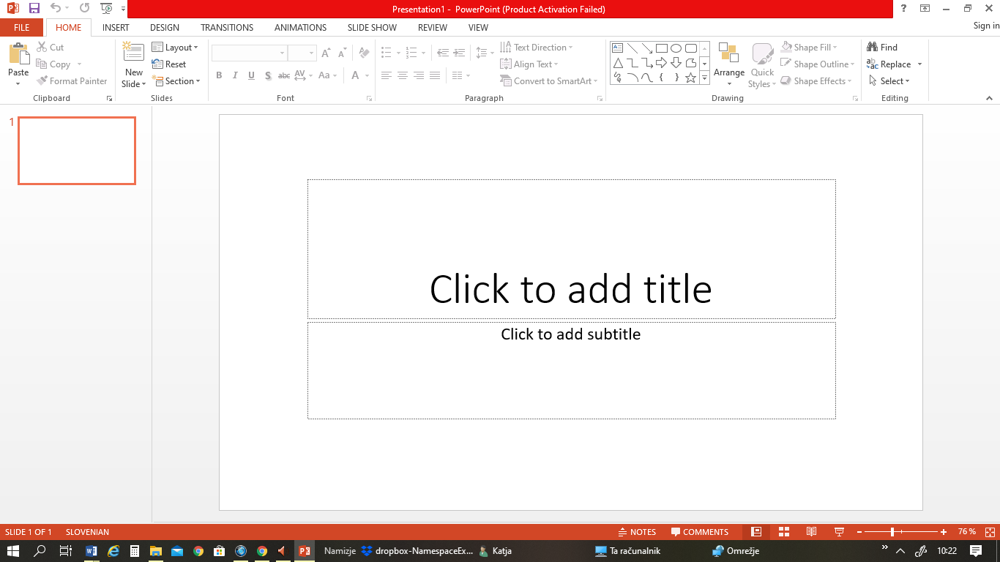 Presentation1 - PowerPoint (Product Activation Failed)
?
FILE HOME INSERT DESIGN TRANSITIONS ANIMATIONS SLIDE SHOW REVIEW VIEW Sign in
Paste
Cut
Copy
Format Painter
Clipboard
New
Slide
Layout
Reset
Section
Slides
B I U S abc AV Aa A
Font
Text Direction
Align Text
Convert to SmartArt
Paragraph
Arrange
Quick
Styles
Shape Fill
Shape Outline
Shape Effects
Drawing
Find
Replace
Select
Editing
1
Click to add title
Click to add subtitle
SLIDE 1 OF 1 SLOVENIAN NOTES COMMENTS 76 %
Namizje dropbox-NamespaceEx... Katja Ta računalnik Omrežje 10:22